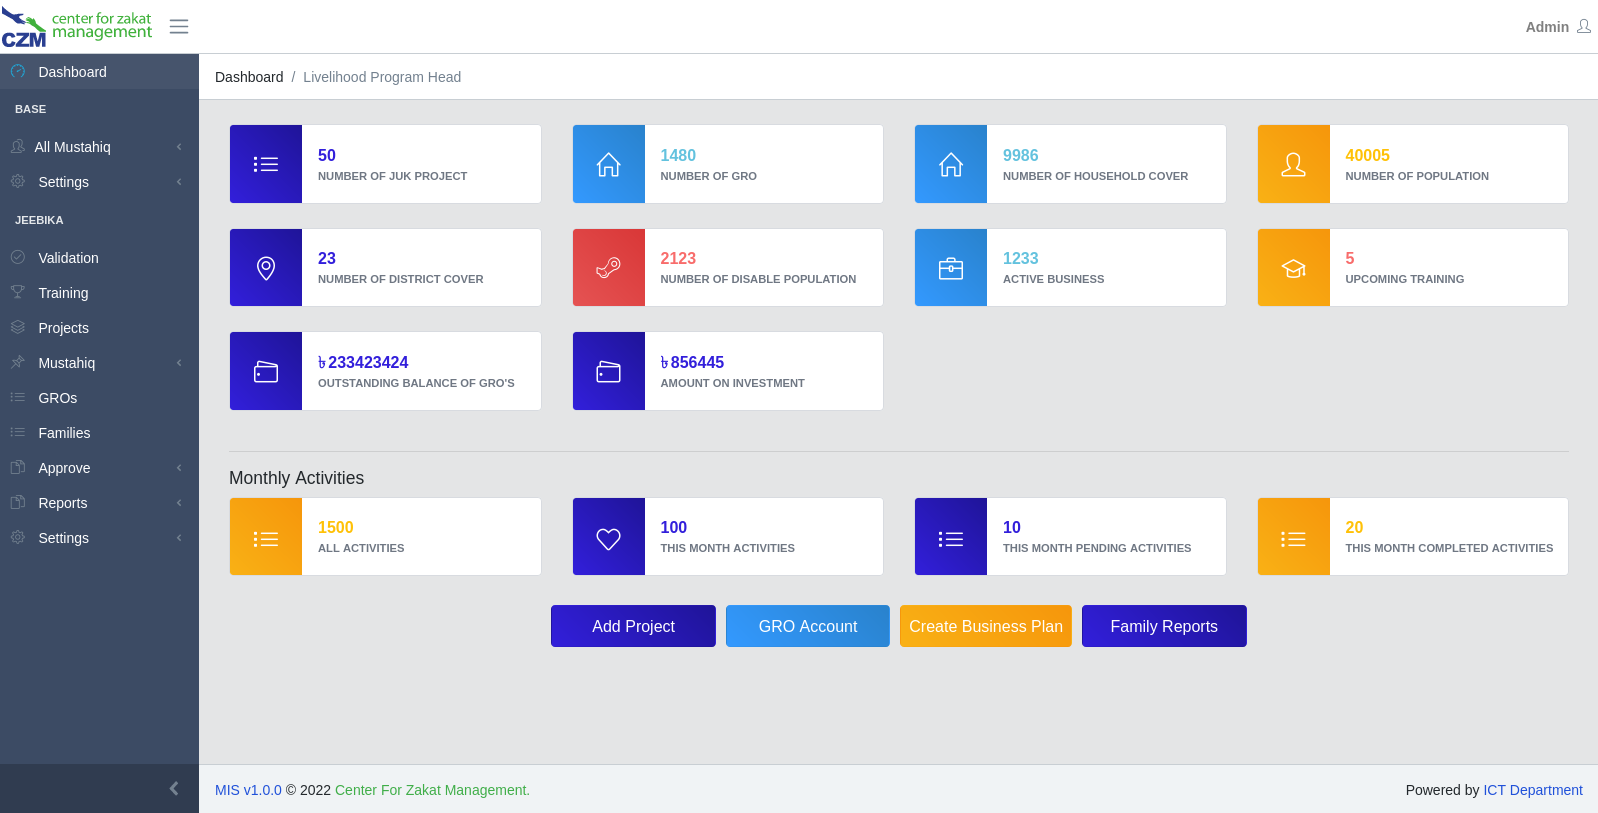 CZM center for zakat management
Admin
Dashboard
BASE
All Mustahiq
Settings
JEEBIKA
Validation
Training
Projects
Mustahiq
GROs
Families
Approve
Reports
Settings
Dashboard / Livelihood Program Head
50
NUMBER OF JUK PROJECT
1480
NUMBER OF GRO
9986
NUMBER OF HOUSEHOLD COVER
40005
NUMBER OF POPULATION
23
NUMBER OF DISTRICT COVER
2123
NUMBER OF DISABLE POPULATION
1233
ACTIVE BUSINESS
5
UPCOMING TRAINING
৳ 233423424
OUTSTANDING BALANCE OF GRO'S
৳ 856445
AMOUNT ON INVESTMENT
Monthly Activities
1500
ALL ACTIVITIES
100
THIS MONTH ACTIVITIES
10
THIS MONTH PENDING ACTIVITIES
20
THIS MONTH COMPLETED ACTIVITIES
Add Project
GRO Account
Create Business Plan
Family Reports
MIS v1.0.0 © 2022 Center For Zakat Management.
Powered by ICT Department